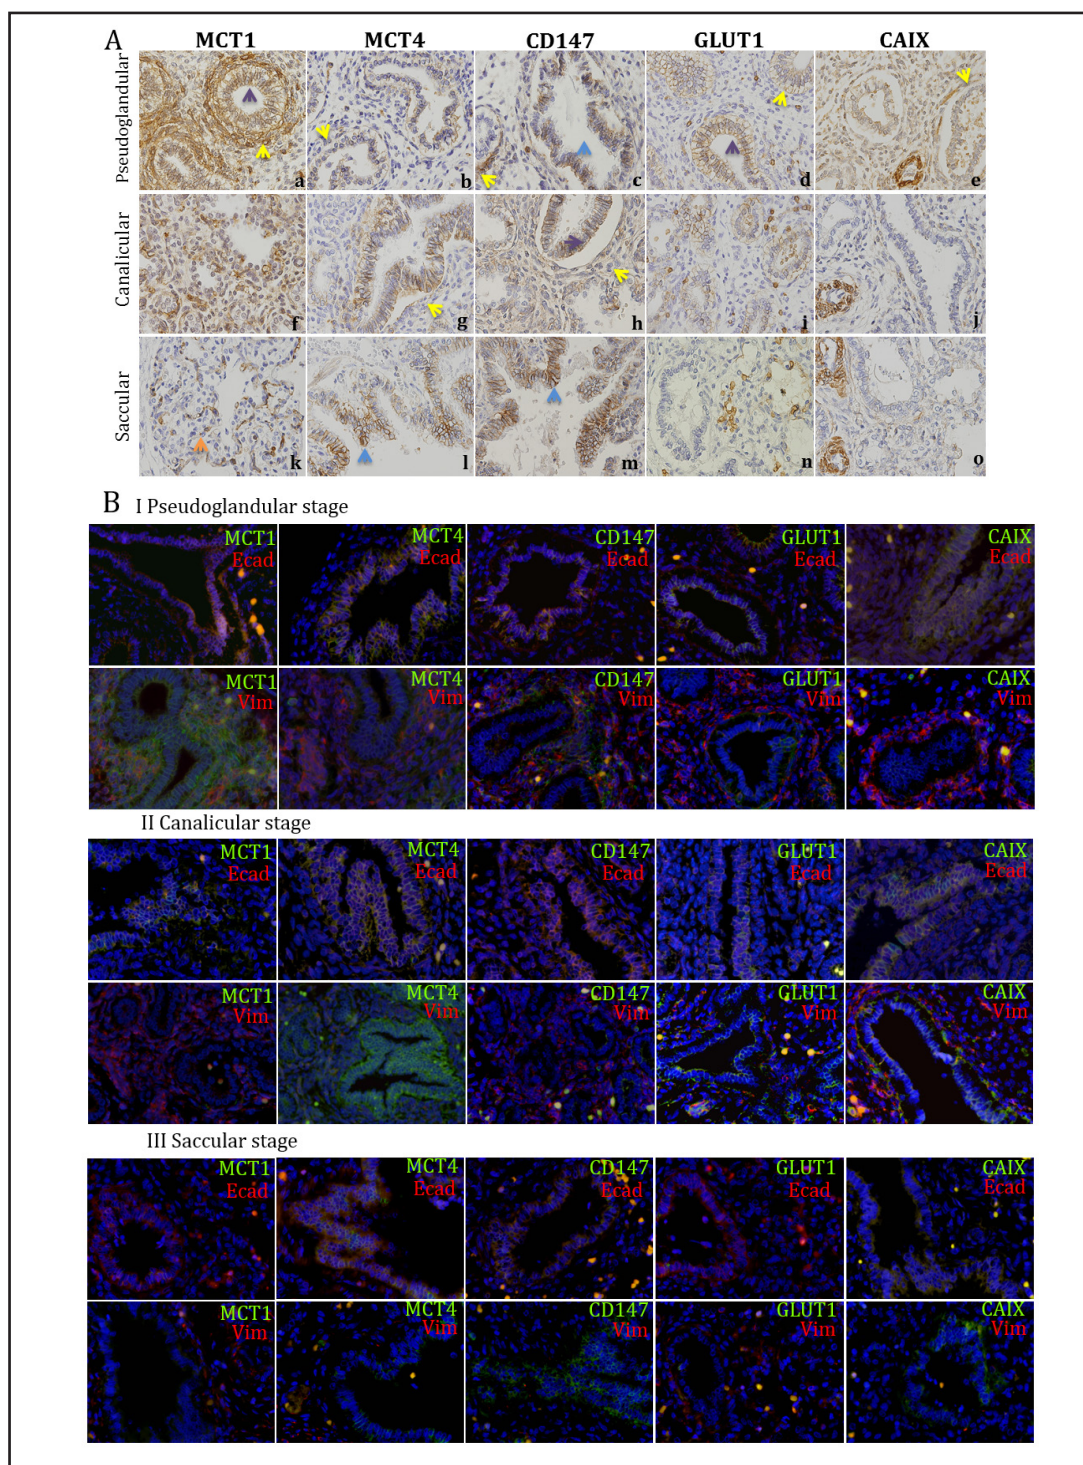 A
MCT1 MCT4 CD147 GLUT1 CAIX
Pseudoglandular
a b c d e
Canalicular
f g h i j
Saccular
k l m n o
B I Pseudoglandular stage
MCT1 MCT4 CD147 GLUT1 CAIX
Ecad Ecad Ecad Ecad Ecad
MCT1 MCT4 CD147 GLUT1 CAIX
Vim Vim Vim Vim Vim
II Canalicular stage
MCT1 MCT4 CD147 GLUT1 CAIX
Ecad Ecad Ecad Ecad Ecad
MCT1 MCT4 CD147 GLUT1 CAIX
Vim Vim Vim Vim Vim
III Saccular stage
MCT1 MCT4 CD147 GLUT1 CAIX
Ecad Ecad Ecad Ecad Ecad
MCT1 MCT4 CD147 GLUT1 CAIX
Vim Vim Vim Vim Vim